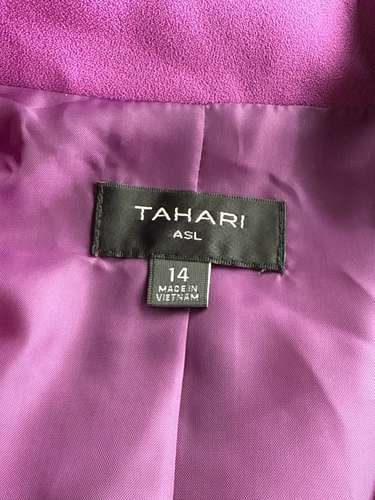 TAHARI
ASL
14
MADE IN
VIETNAM